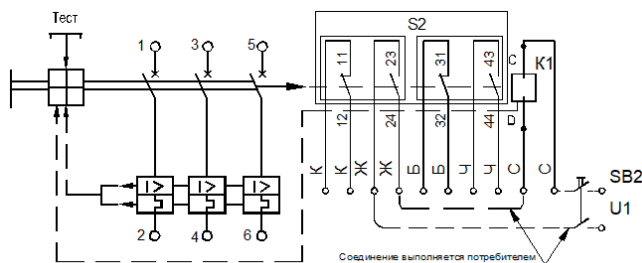 Тест
1
3
5
S2
11
23
31
43
C
K1
12
24
32
44
D
К
К
Ж
Ж
Б
Б
Ч
Ч
С
С
SB2
U1
I>
I>
I>
2
4
6
Соединение выполняется потребителем